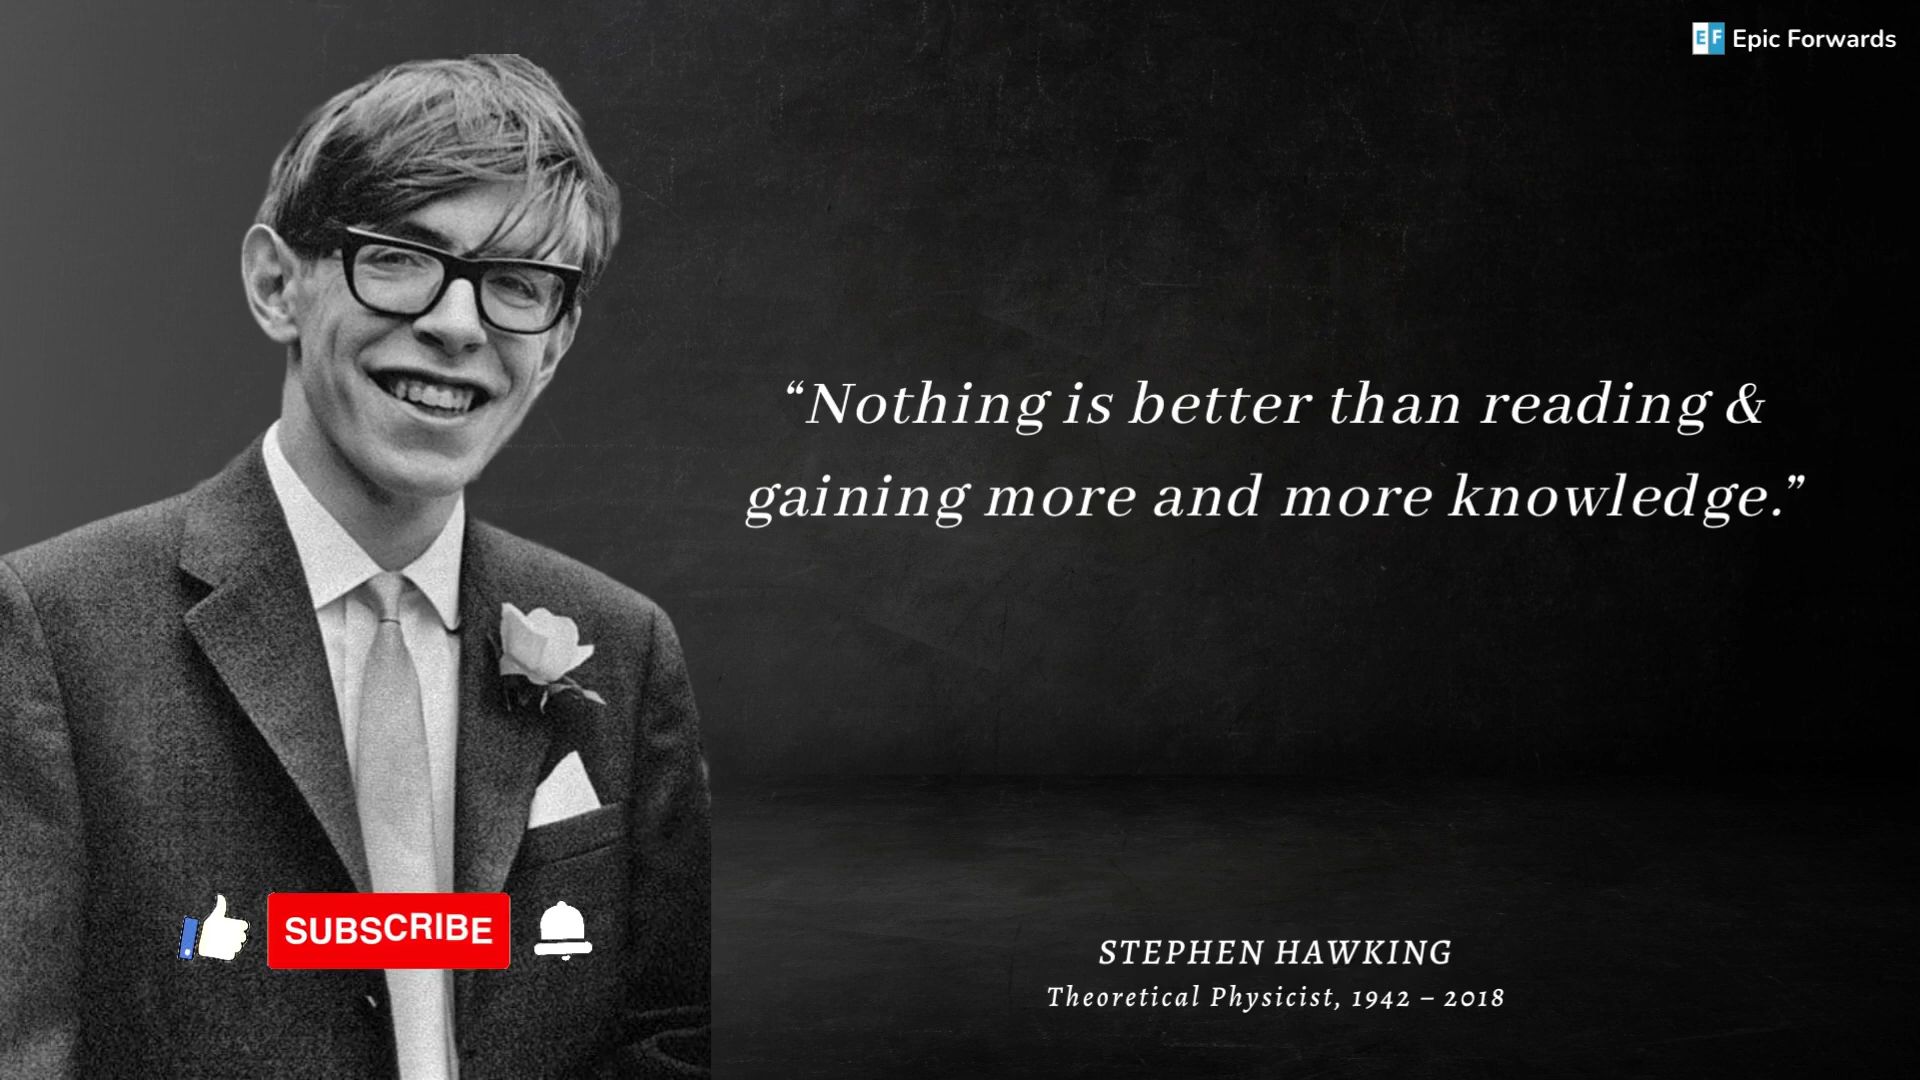 EF Epic Forwards
“Nothing is better than reading &
gaining more and more knowledge.”
SUBSCRIBE
STEPHEN HAWKING
Theoretical Physicist, 1942 – 2018